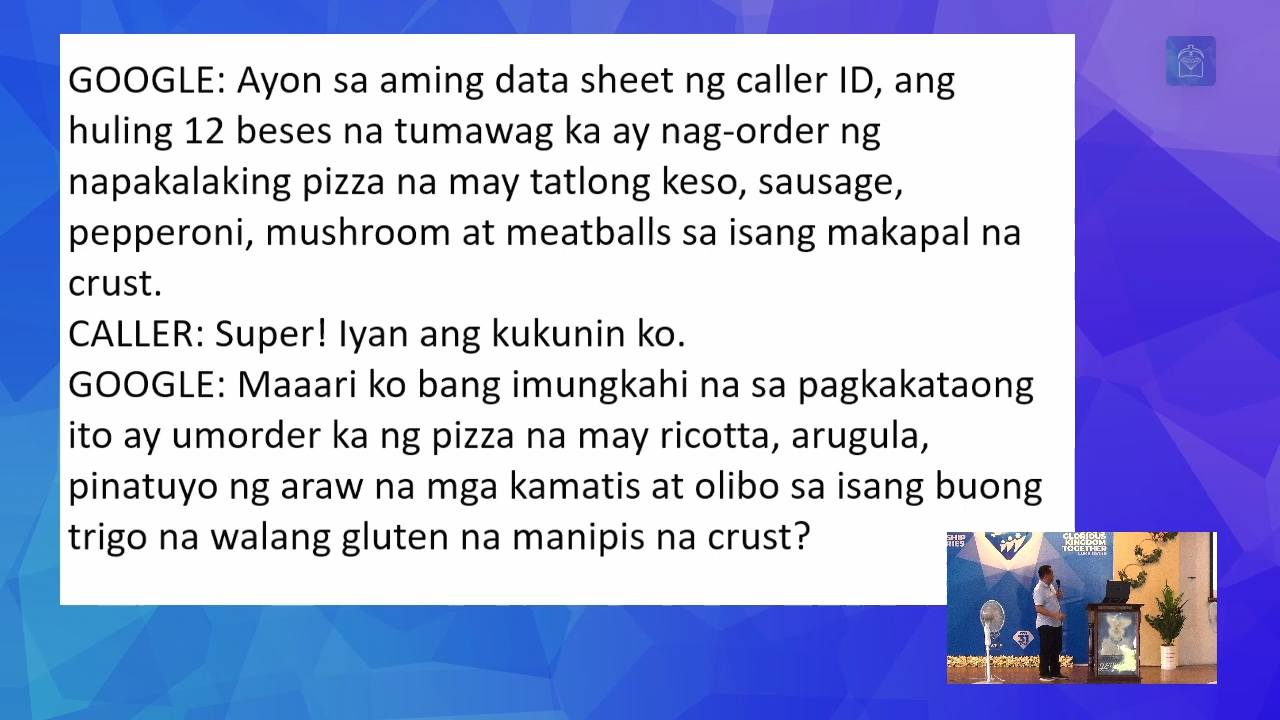 GOOGLE: Ayon sa aming data sheet ng caller ID, ang
huling 12 beses na tumawag ka ay nag-order ng
napakalaking pizza na may tatlong keso, sausage,
pepperoni, mushroom at meatballs sa isang makapal na
crust.
CALLER: Super! Iyan ang kukunin ko.
GOOGLE: Maaari ko bang imungkahi na sa pagkakataong
ito ay umorder ka ng pizza na may ricotta, arugula,
pinatuyo ng araw na mga kamatis at olibo sa isang buong
trigo na walang gluten na manipis na crust?
GLORIOUS
KINGDOM
TOGETHER
31